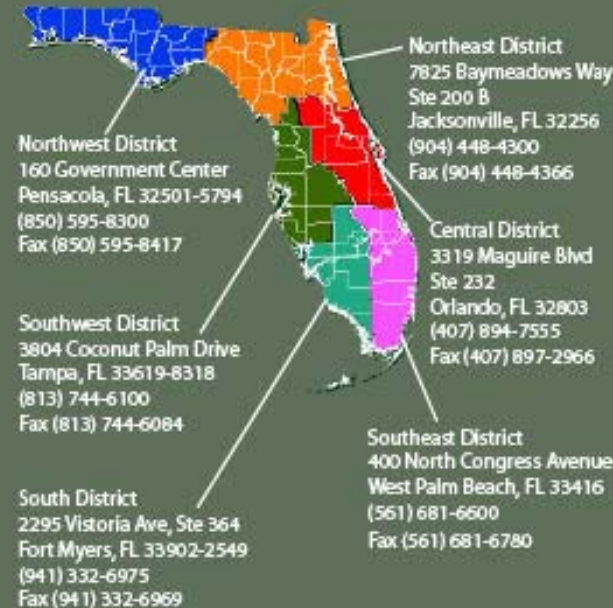 Northeast District
7825 Baymeadows Way
Ste 200 B
Jacksonville, FL 32256
(904) 448-4300
Fax (904) 448-4366
Northwest District
160 Government Center
Pensacola, FL 32501-5794
(850) 595-8300
Fax (850) 595-8417
Central District
3319 Maguire Blvd
Ste 232
Orlando, FL 32803
(407) 894-7555
Fax (407) 897-2966
Southwest District
3804 Coconut Palm Drive
Tampa, FL 33619-8318
(813) 744-6100
Fax (813) 744-6084
Southeast District
400 North Congress Avenue
West Palm Beach, FL 33416
(561) 681-6600
Fax (561) 681-6780
South District
2295 Vistoria Ave, Ste 364
Fort Myers, FL 33902-2549
(941) 332-6975
Fax (941) 332-6969